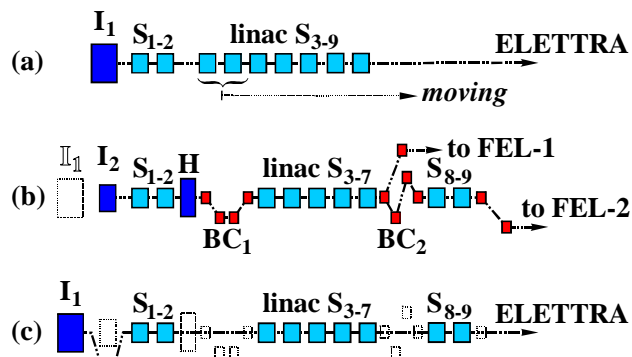 I1
S1-2 linac S3-9 ELETTRA
(a)
moving
I1 I2 S1-2 H linac S3-7 S8-9 to FEL-1
(b)
BC1 BC2 to FEL-2
I1 S1-2 linac S3-7 S8-9 ELETTRA
(c)